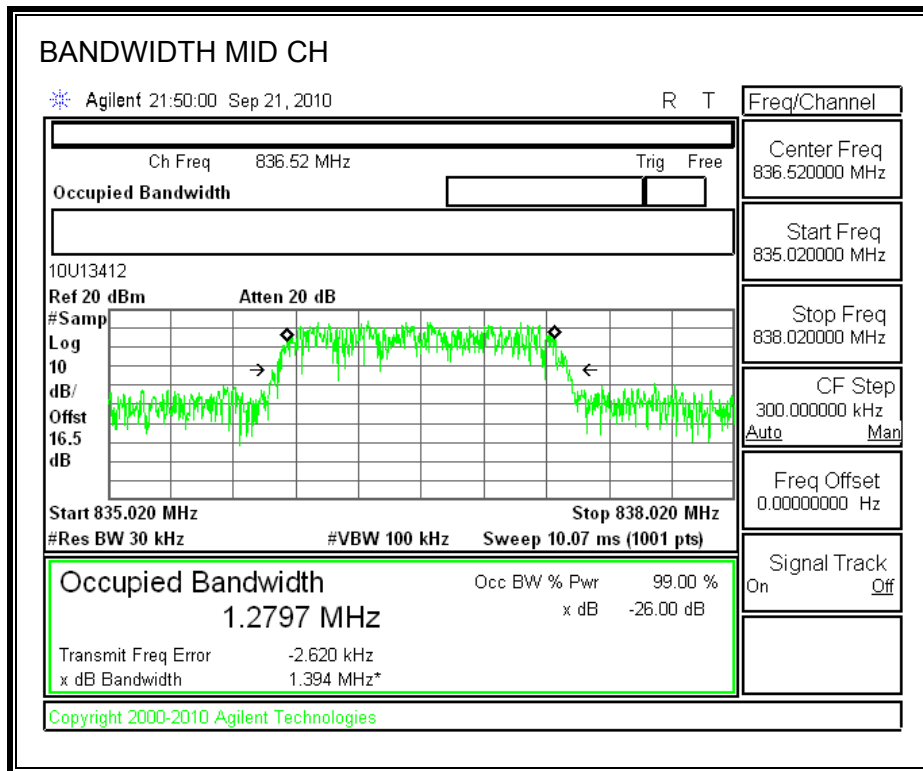 BANDWIDTH MID CH
Agilent 21:50:00 Sep 21, 2010 R T
Freq/Channel
Ch Freq 836.52 MHz Trig Free
Occupied Bandwidth
Center Freq
836.520000 MHz
Start Freq
835.020000 MHz
Stop Freq
838.020000 MHz
CF Step
300.000000 kHz
Auto Man
Freq Offset
0.00000000 Hz
Signal Track
On Off
10U13412
Ref 20 dBm Atten 20 dB
#Samp
Log
10
dB/
Offst
16.5
dB
Start 835.020 MHz Stop 838.020 MHz
#Res BW 30 kHz #VBW 100 kHz Sweep 10.07 ms (1001 pts)
Occupied Bandwidth Occ BW % Pwr 99.00 %
1.2797 MHz x dB -26.00 dB
Transmit Freq Error -2.620 kHz
x dB Bandwidth 1.394 MHz*
Copyright 2000-2010 Agilent Technologies